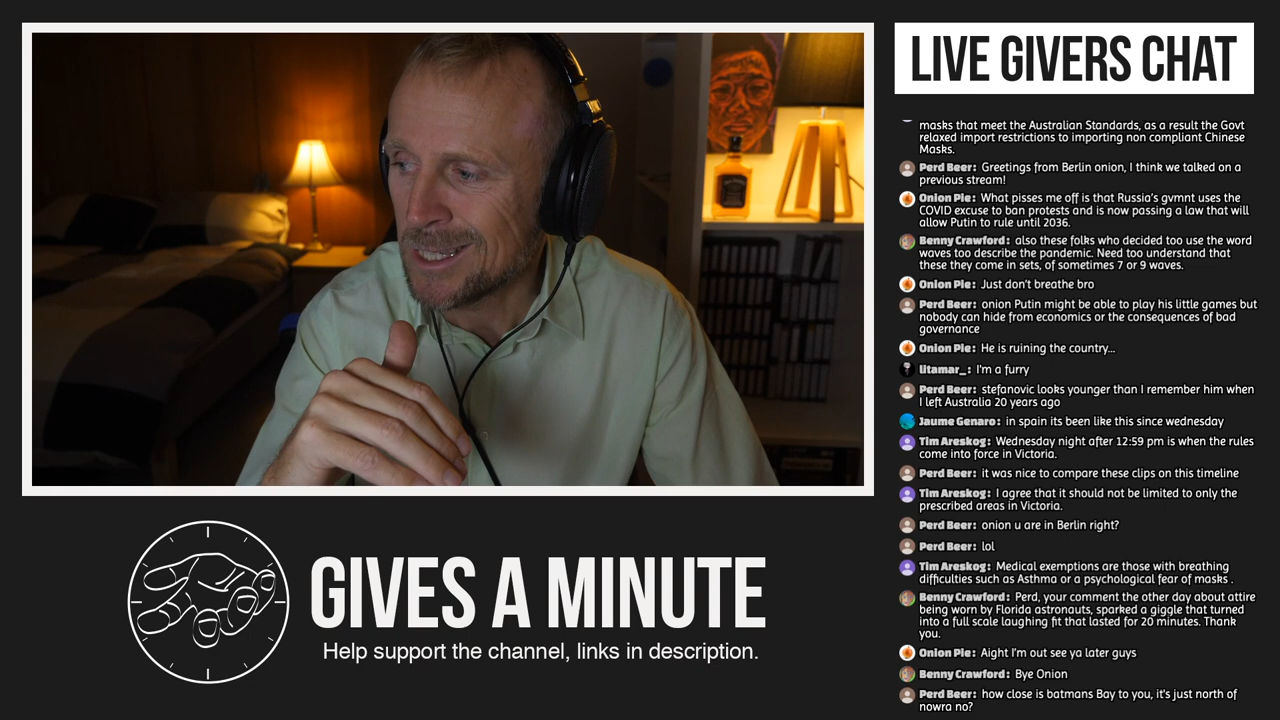 LIVE GIVERS CHAT
masks that meet the Australian Standards, as a result the Govt
relaxed import restrictions to importing non compliant Chinese
Masks.
Perd Beer: Greetings from Berlin onion, I think we talked on a
previous stream!
Onion Pie: What pisses me off is that Russia's gvmnt uses the
COVID excuse to ban protests and is now passing a law that will
allow Putin to rule until 2036.
Benny Crawford: also these folks who decided too use the word
waves too describe the pandemic. Need too understand that
these they come in sets, of sometimes 7 or 9 waves.
Onion Pie: Just don't breathe bro
Perd Beer: onion Putin might be able to play his little games but
nobody can hide from economics or the consequences of bad
governance
Onion Pie: He is ruining the country...
litamar_: I'm a furry
Perd Beer: stefanovic looks younger than I remember him when
I left Australia 20 years ago
Jaume Genaro: in spain its been like this since wednesday
Tim Areskog: Wednesday night after 12:59 pm is when the rules
come into force in Victoria.
Perd Beer: it was nice to compare these clips on this timeline
Tim Areskog: I agree that it should not be limited to only the
prescribed areas in Victoria.
Perd Beer: onion u are in Berlin right?
Perd Beer: lol
Tim Areskog: Medical exemptions are those with breathing
difficulties such as Asthma or a psychological fear of masks .
Benny Crawford: Perd, your comment the other day about attire
being worn by Florida astronauts, sparked a giggle that turned
into a full scale laughing fit that lasted for 20 minutes. Thank
you.
Onion Pie: Aight I'm out see ya later guys
Benny Crawford: Bye Onion
Perd Beer: how close is batmans Bay to you, it's just north of
nowra no?
GIVES A MINUTE
Help support the channel, links in description.